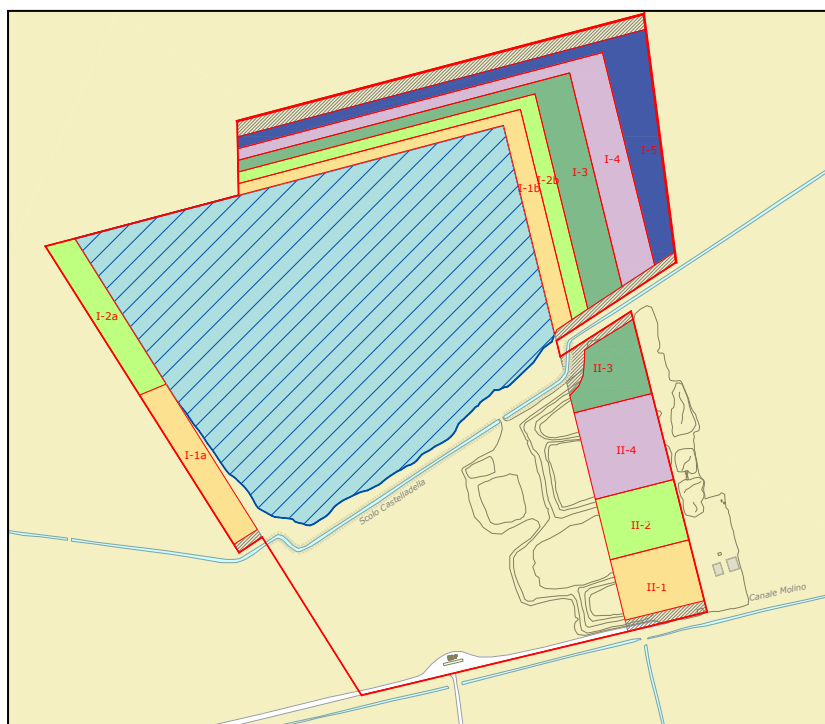 I-5
I-4
I-3
I-2b
I-1b
I-2a
II-3
II-4
I-1a
Scolo Castelladella
II-2
II-1
Canale Molino